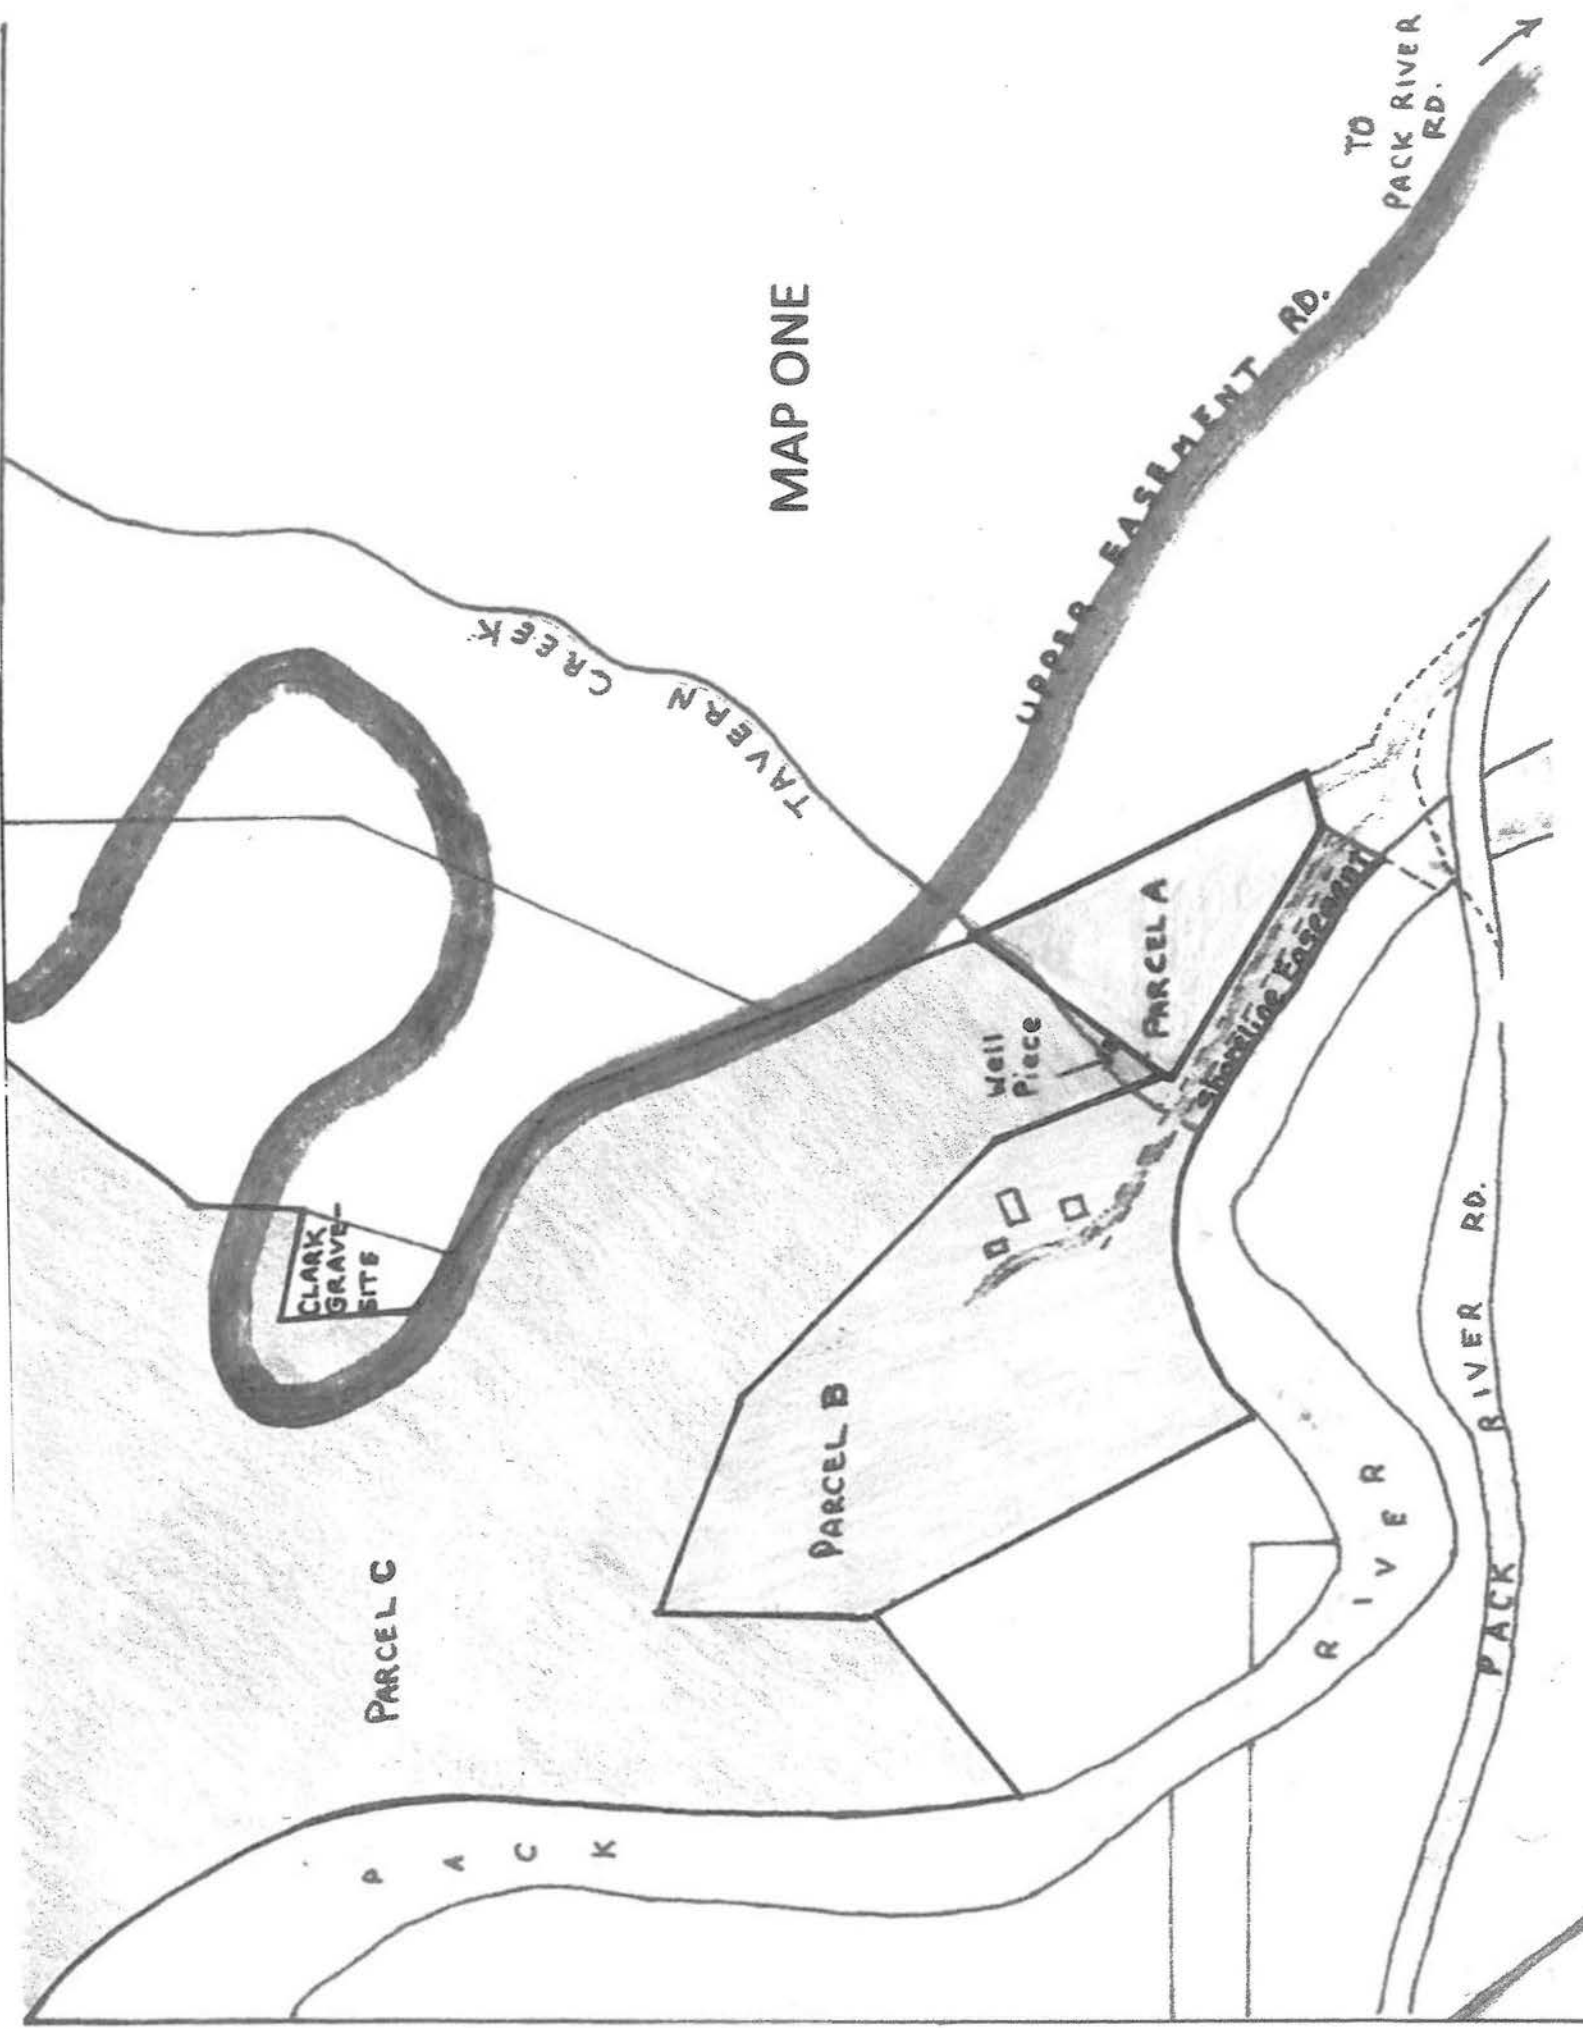 MAP ONE
TO
PACK RIVER
RD.
UPPER EASEMENT RD.
TAVERN CREEK
CLARK
GRAVE-
SITE
Well
Piece
PARCEL A
Shoreline Easement
PARCEL B
PARCEL C
PACK
RIVER
PACK RIVER RD.